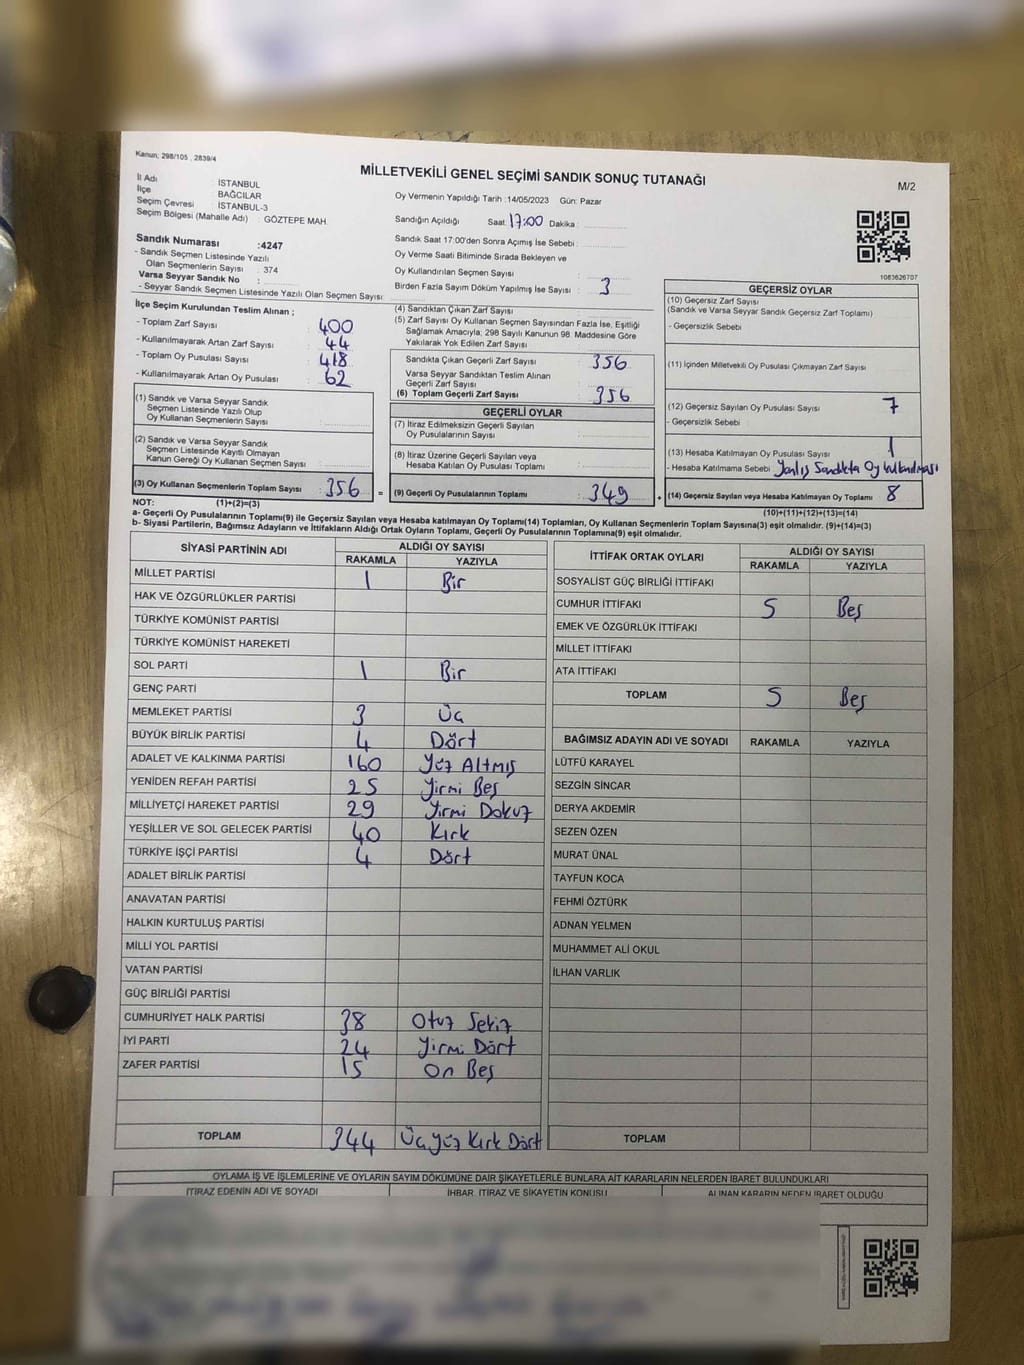 Kanun; 298/105 , 2839/4
MİLLETVEKİLİ GENEL SEÇİMİ SANDIK SONUÇ TUTANAĞI
M/2
İl Adı : İSTANBUL
İlçe BAĞCILAR
Seçim Çevresi : İSTANBUL-3
Seçim Bölgesi (Mahalle Adı) : GÖZTEPE MAH.
Oy Vermenin Yapıldığı Tarih :14/05/2023 Gün: Pazar
Sandığın Açıldığı Saat: 17:00 Dakika :
Sandık Saat 17:00'den Sonra Açımış İse Sebebi :
Oy Verme Saati Bitiminde Sırada Bekleyen ve
Oy Kullandırılan Seçmen Sayısı :
Birden Fazla Sayım Döküm Yapılmış İse Sayısı : 3
1083626707
Sandık Numarası :4247
- Sandık Seçmen Listesinde Yazılı
Olan Seçmenlerin Sayısı : 374
Varsa Seyyar Sandık No :
- Seyyar Sandık Seçmen Listesinde Yazılı Olan Seçmen Sayısı:
İlçe Seçim Kurulundan Teslim Alınan ;
- Toplam Zarf Sayısı : 400
- Kullanılmayarak Artan Zarf Sayısı : 44
- Toplam Oy Pusulası Sayısı : 418
- Kullanılmayarak Artan Oy Pusulası : 62
(1) Sandık ve Varsa Seyyar Sandık
Seçmen Listesinde Yazılı Olup
Oy Kullanan Seçmenlerin Sayısı :
(2) Sandık ve Varsa Seyyar Sandık
Seçmen Listesinde Kayıtlı Olmayan
Kanun Gereği Oy Kullanan Seçmen Sayısı :
(3) Oy Kullanan Seçmenlerin Toplam Sayısı : 356 =
(4) Sandıktan Çıkan Zarf Sayısı :
(5) Zarf Sayısı Oy Kullanan Seçmen Sayısından Fazla İse, Eşitliği
Sağlamak Amacıyla; 298 Sayılı Kanunun 98. Maddesine Göre
Yakılarak Yok Edilen Zarf Sayısı :
Sandıkta Çıkan Geçerli Zarf Sayısı : 356
Varsa Seyyar Sandıktan Teslim Alınan
Geçerli Zarf Sayısı :
(6) Toplam Geçerli Zarf Sayısı : 356
GEÇERLİ OYLAR
(7) İtiraz Edilmeksizin Geçerli Sayılan
Oy Pusulalarının Sayısı :
(8) İtiraz Üzerine Geçerli Sayılan veya
Hesaba Katılan Oy Pusulası Toplamı :
(9) Geçerli Oy Pusulalarının Toplamı : 349 +
GEÇERSİZ OYLAR
(10) Geçersiz Zarf Sayısı
(Sandık ve Varsa Seyyar Sandık Geçersiz Zarf Toplamı)
- Geçersizlik Sebebi :
(11) İçinden Milletvekili Oy Pusulası Çıkmayan Zarf Sayısı :
(12) Geçersiz Sayılan Oy Pusulası Sayısı : 7
- Geçersizlik Sebebi :
(13) Hesaba Katılmayan Oy Pusulası Sayısı : 1
- Hesaba Katılmama Sebebi : Yanlış Sandıkta Oy kullanılması
(14) Geçersiz Sayılan veya Hesaba Katılmayan Oy Toplamı : 8
NOT: (1)+(2)=(3) (10)+(11)+(12)+(13)=(14)
a- Geçerli Oy Pusulalarının Toplamı(9) ile Geçersiz Sayılan veya Hesaba katılmayan Oy Toplam(14) Toplamları, Oy Kullanan Seçmenlerin Toplam Sayısına(3) eşit olmalıdır. (9)+(14)=(3)
b- Siyasi Partilerin, Bağımsız Adayların ve İttifakların Aldığı Ortak Oyların Toplamı, Geçerli Oy Pusulalarının Toplamına(9) eşit olmalıdır.
SİYASİ PARTİNİN ADI ALDIĞI OY SAYISI
RAKAMLA YAZIYLA
MİLLET PARTİSİ 1 Bir
HAK VE ÖZGÜRLÜKLER PARTİSİ
TÜRKİYE KOMÜNİST PARTİSİ
TÜRKİYE KOMÜNİST HAREKETİ
SOL PARTİ 1 Bir
GENÇ PARTİ
MEMLEKET PARTİSİ 3 Üç
BÜYÜK BİRLİK PARTİSİ 4 Dört
ADALET VE KALKINMA PARTİSİ 160 Yüz Altmış
YENİDEN REFAH PARTİSİ 25 Yirmi Beş
MİLLİYETÇİ HAREKET PARTİSİ 29 Yirmi Dokuz
YEŞİLLER VE SOL GELECEK PARTİSİ 40 Kırk
TÜRKİYE İŞÇİ PARTİSİ 4 Dört
ADALET BİRLİK PARTİSİ
ANAVATAN PARTİSİ
HALKIN KURTULUŞ PARTİSİ
MİLLİ YOL PARTİSİ
VATAN PARTİSİ
GÜÇ BİRLİĞİ PARTİSİ
CUMHURİYET HALK PARTİSİ 38 Otuz Sekiz
İYİ PARTİ 24 Yirmi Dört
ZAFER PARTİSİ 15 On Beş
TOPLAM 344 Üç Yüz Kırk Dört
İTTİFAK ORTAK OYLARI ALDIĞI OY SAYISI
RAKAMLA YAZIYLA
SOSYALİST GÜÇ BİRLİĞİ İTTİFAKI
CUMHUR İTTİFAKI 5 Beş
EMEK VE ÖZGÜRLÜK İTTİFAKI
MİLLET İTTİFAKI
ATA İTTİFAKI
TOPLAM 5 Beş
BAĞIMSIZ ADAYIN ADI VE SOYADI RAKAMLA YAZIYLA
LÜTFÜ KARAYEL
SEZGİN SİNCAR
DERYA AKDEMİR
SEZEN ÖZEN
MURAT ÜNAL
TAYFUN KOCA
FEHMİ ÖZTÜRK
ADNAN YELMEN
MUHAMMET ALİ OKUL
İLHAN VARLIK
TOPLAM
OYLAMA İŞ VE İŞLEMLERİNE VE OYLARIN SAYIM DÖKÜMÜNE DAİR ŞİKAYETLERLE BUNLARA AİT KARARLARIN NELERDEN İBARET BULUNDUKLARI
İTİRAZ EDENİN ADI VE SOYADI İHBAR, İTİRAZ VE ŞİKAYETİN KONUSU ALINAN KARARIN NEDEN İBARET OLDUĞU